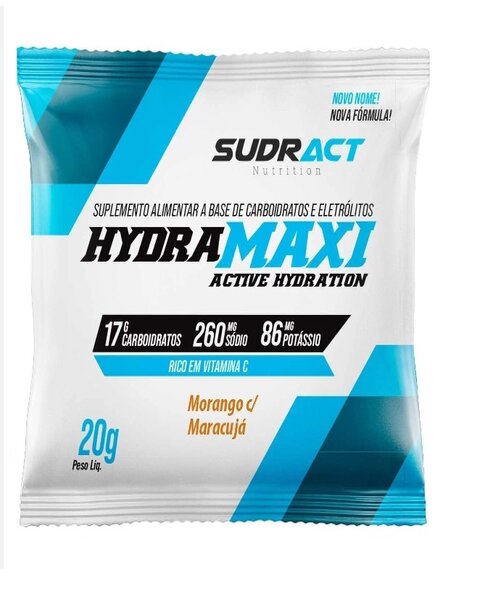 NOVO NOME!
NOVA FÓRMULA!
SUDRACT
Nutrition
SUPLEMENTO ALIMENTAR A BASE DE CARBOIDRATOS E ELETRÓLITOS
HYDRAMAXI
ACTIVE HYDRATION
17G CARBOIDRATOS 260MG SÓDIO 86MG POTÁSSIO
RICO EM VITAMINA C
Morango c/
Maracujá
20g
Peso Líq.